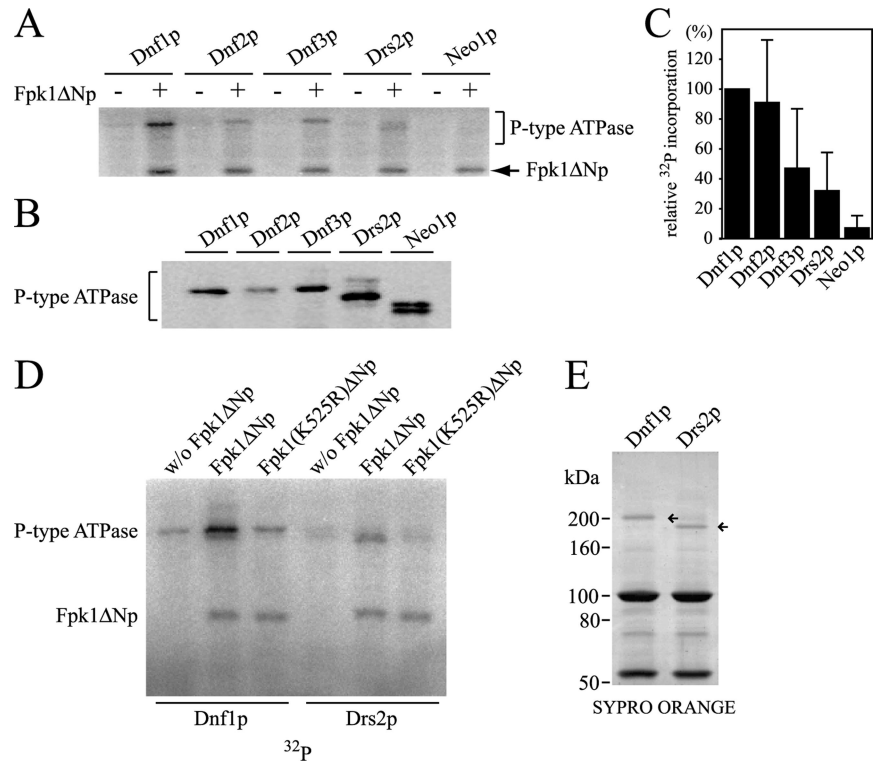 A
Dnf1p Dnf2p Dnf3p Drs2p Neo1p
Fpk1ΔNp - + - + - + - + - +
P-type ATPase
Fpk1ΔNp
B
Dnf1p Dnf2p Dnf3p Drs2p Neo1p
P-type ATPase
C
(%)
120
100
80
60
40
20
0
relative 32P incorporation
Dnf1p Dnf2p Dnf3p Drs2p Neo1p
D
w/o Fpk1ΔNp Fpk1ΔNp Fpk1(K525R)ΔNp w/o Fpk1ΔNp Fpk1ΔNp Fpk1(K525R)ΔNp
P-type ATPase
Fpk1ΔNp
Dnf1p Drs2p
32P
E
Dnf1p Drs2p
kDa
200
160
100
80
50
SYPRO ORANGE